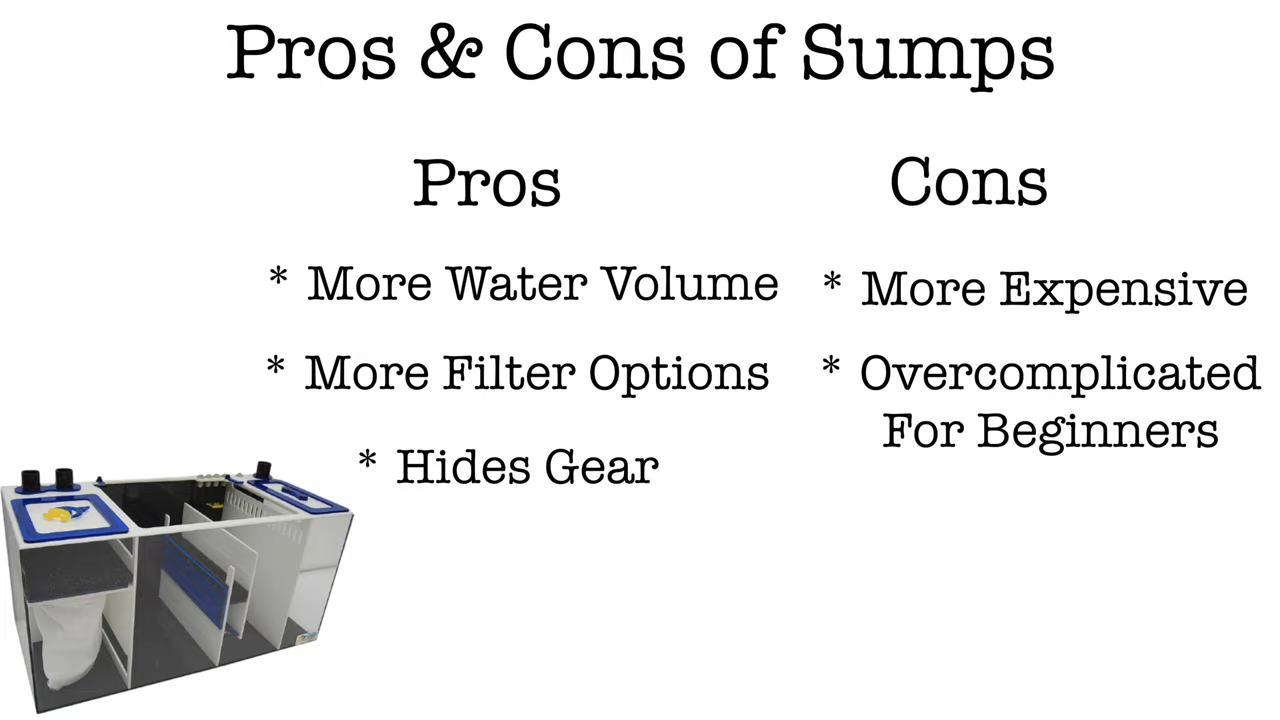 Pros & Cons of Sumps
Pros
* More Water Volume
* More Filter Options
* Hides Gear
Cons
* More Expensive
* Overcomplicated
For Beginners